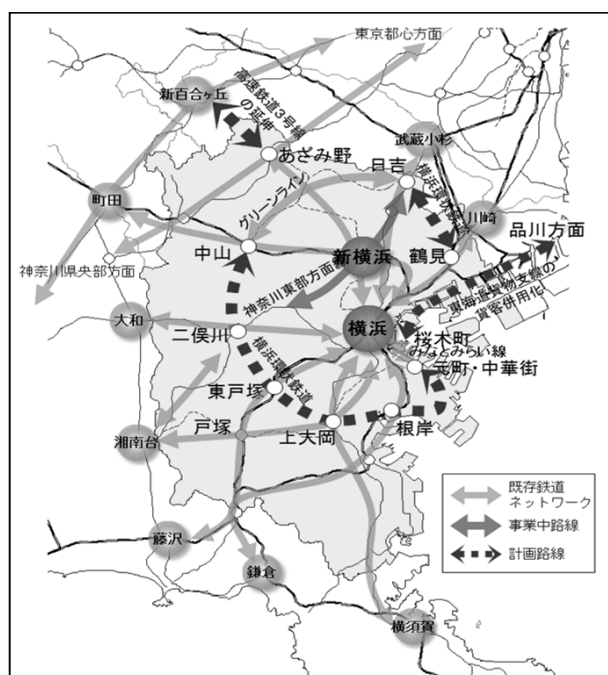 東京都心方面
新百合ヶ丘
高速鉄道3号線
の延伸
あざみ野
武蔵小杉
日吉
町田
グリーンライン
横浜環状鉄道
川崎
中山
新横浜
鶴見
品川方面
神奈川県央部方面
神奈川東部方面線
東海道貨物支線の
貨客併用化
大和
二俣川
横浜
桜木町
みなとみらい線
元町・中華街
横浜環状鉄道
東戸塚
戸塚
上大岡
根岸
湘南台
既存鉄道
ネットワーク
事業中路線
計画路線
藤沢
鎌倉
横須賀